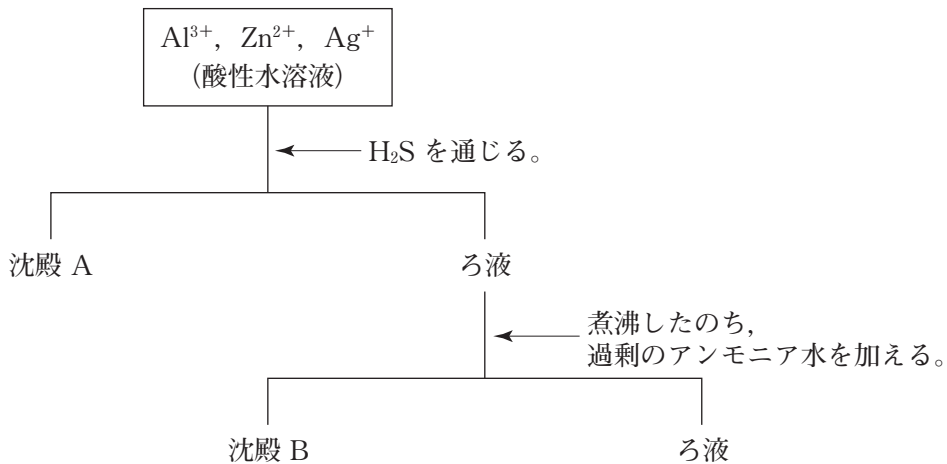 Al³⁺, Zn²⁺, Ag⁺
(酸性水溶液)
H₂S を通じる。
沈殿 A
ろ液
煮沸したのち,
過剰のアンモニア水を加える。
沈殿 B
ろ液